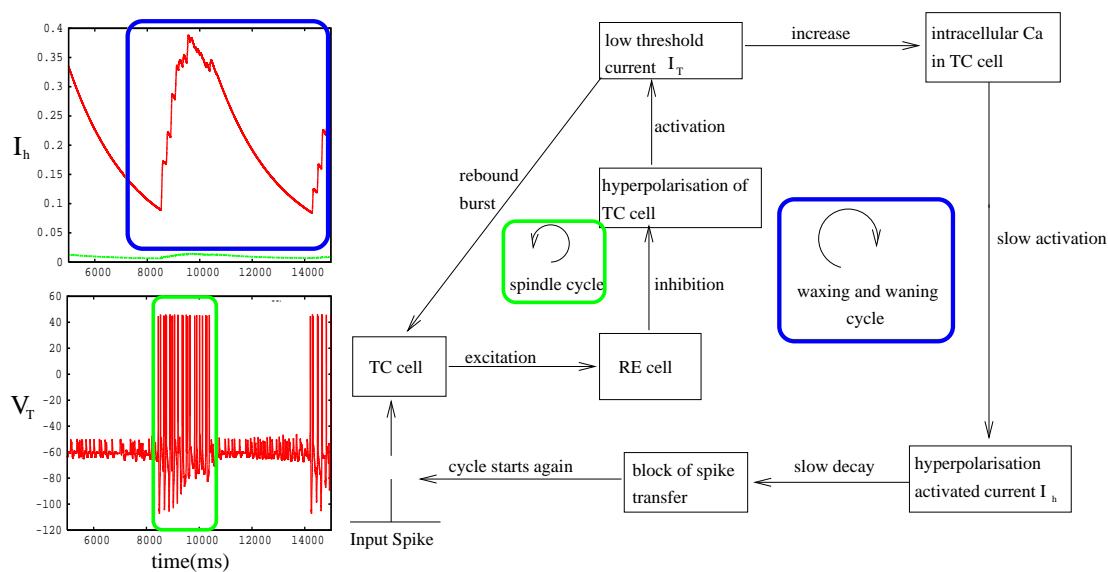 0.4
0.35
0.3
0.25
0.2
0.15
0.1
0.05
0
I_h
6000 8000 10000 12000 14000
60
40
20
0
-20
-40
-60
-80
-100
-120
V_T
6000 8000 10000 12000 14000
time(ms)
low threshold
current I_T
increase
intracellular Ca
in TC cell
activation
rebound
burst
hyperpolarisation of
TC cell
spindle cycle
inhibition
waxing and waning
cycle
slow activation
TC cell
excitation
RE cell
cycle starts again
block of spike
transfer
slow decay
hyperpolarisation
activated current I_h
Input Spike